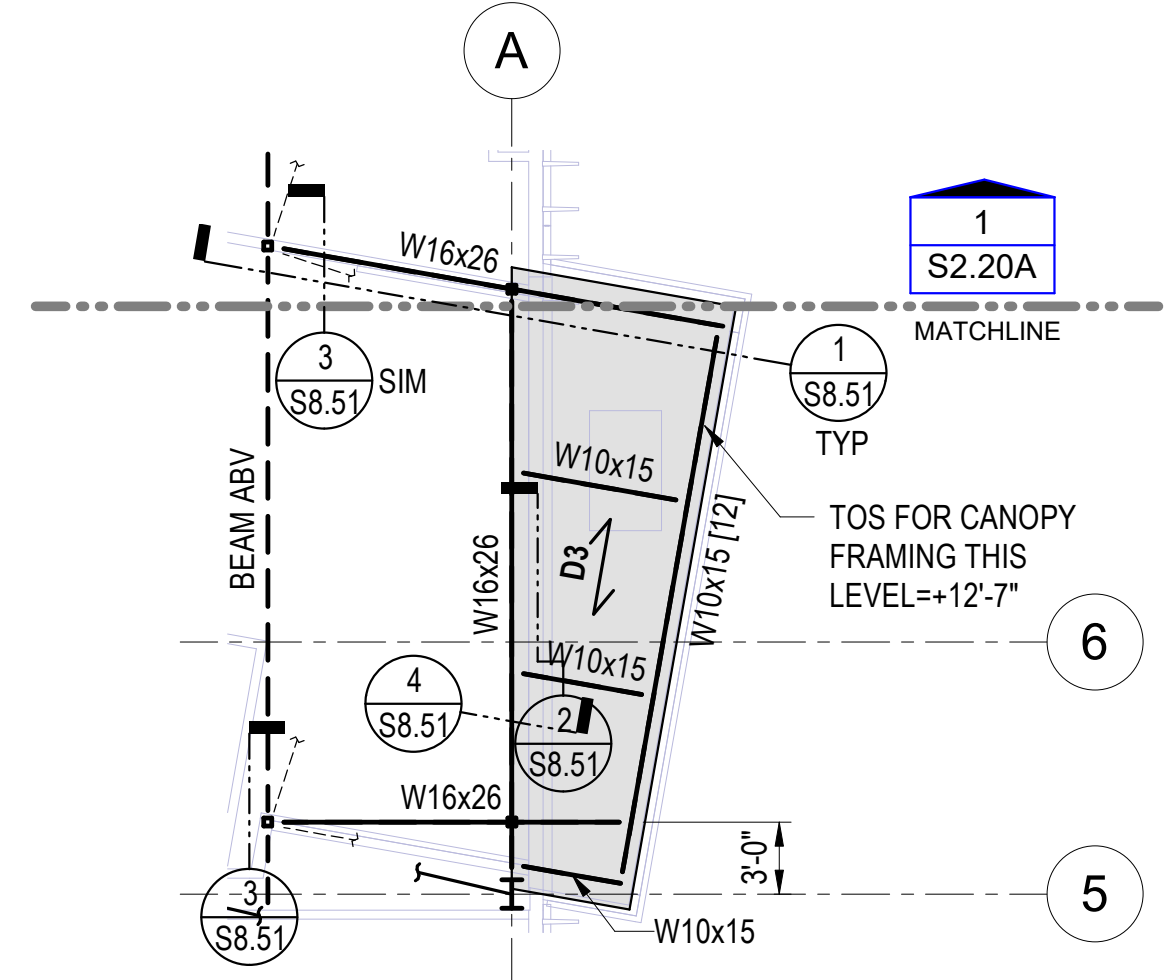 A
1
S2.20A
MATCHLINE
W16x26
3
S8.51
SIM
1
S8.51
TYP
BEAM ABV
W10x15
TOS FOR CANOPY
FRAMING THIS
LEVEL=+12'-7"
W10x15 [12]
D3
W16x26
6
W10x15
4
S8.51
2
S8.51
W16x26
3'-0"
5
3
S8.51
W10x15